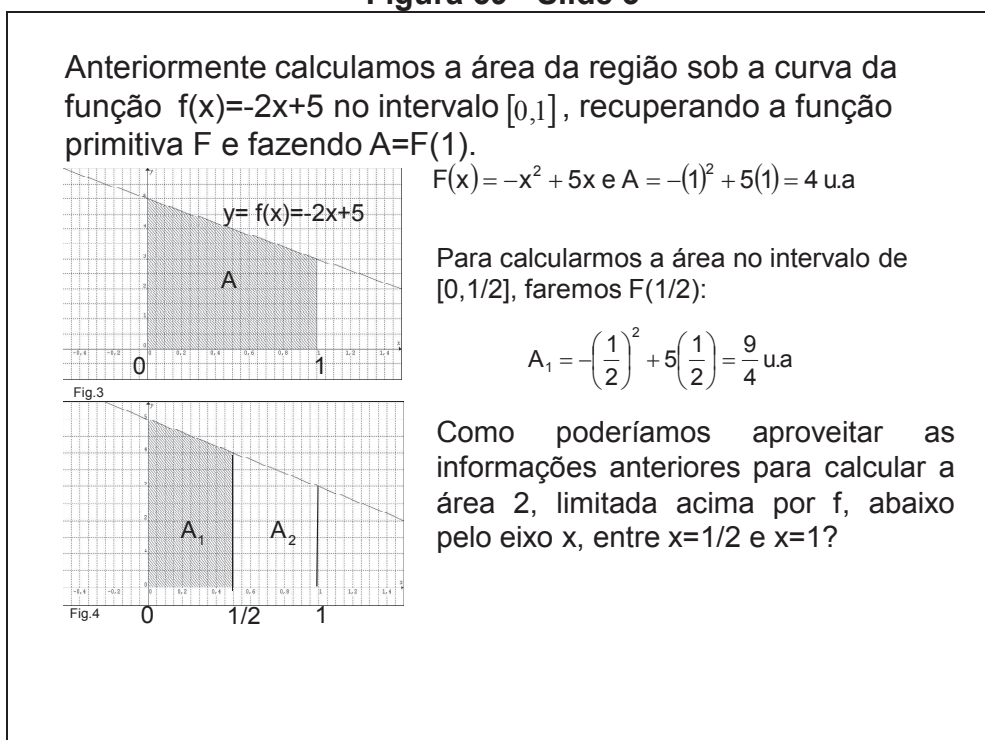 Anteriormente calculamos a área da região sob a curva da
função f(x)=-2x+5 no intervalo [0,1], recuperando a função
primitiva F e fazendo A=F(1).
F(x) = −x² + 5x e A = −(1)² + 5(1) = 4 u.a
y= f(x)=-2x+5
A
0 1
Fig.3
Para calcularmos a área no intervalo de
[0,1/2], faremos F(1/2):
A₁ = −(1/2)² + 5(1/2) = 9/4 u.a
A₁ A₂
Fig.4 0 1/2 1
Como poderíamos aproveitar as
informações anteriores para calcular a
área 2, limitada acima por f, abaixo
pelo eixo x, entre x=1/2 e x=1?